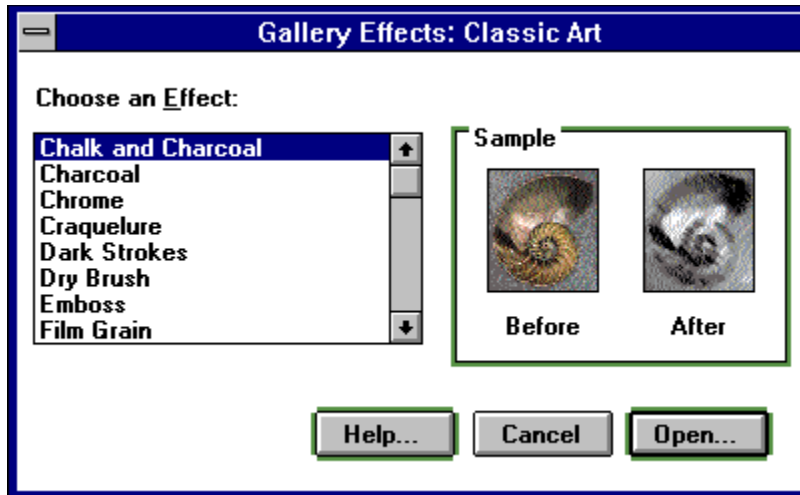 Gallery Effects: Classic Art
Choose an Effect:
Chalk and Charcoal
Charcoal
Chrome
Craquelure
Dark Strokes
Dry Brush
Emboss
Film Grain
Sample
Before
After
Help...
Cancel
Open...